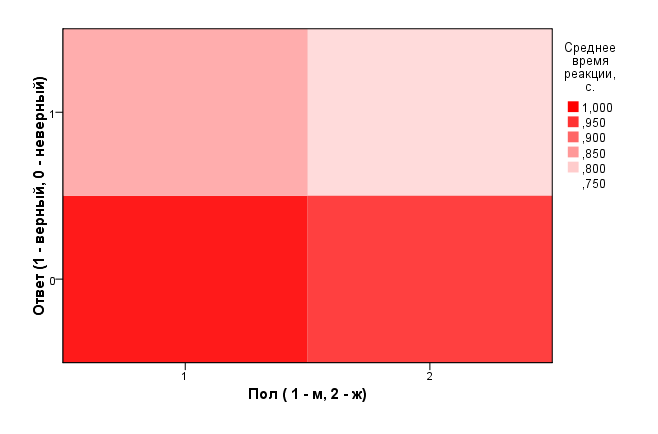 Среднее
время
реакции,
с.
1,000
,950
,900
,850
,800
,750
Ответ (1 - верный, 0 - неверный)
1
0
1
2
Пол ( 1 - м, 2 - ж)